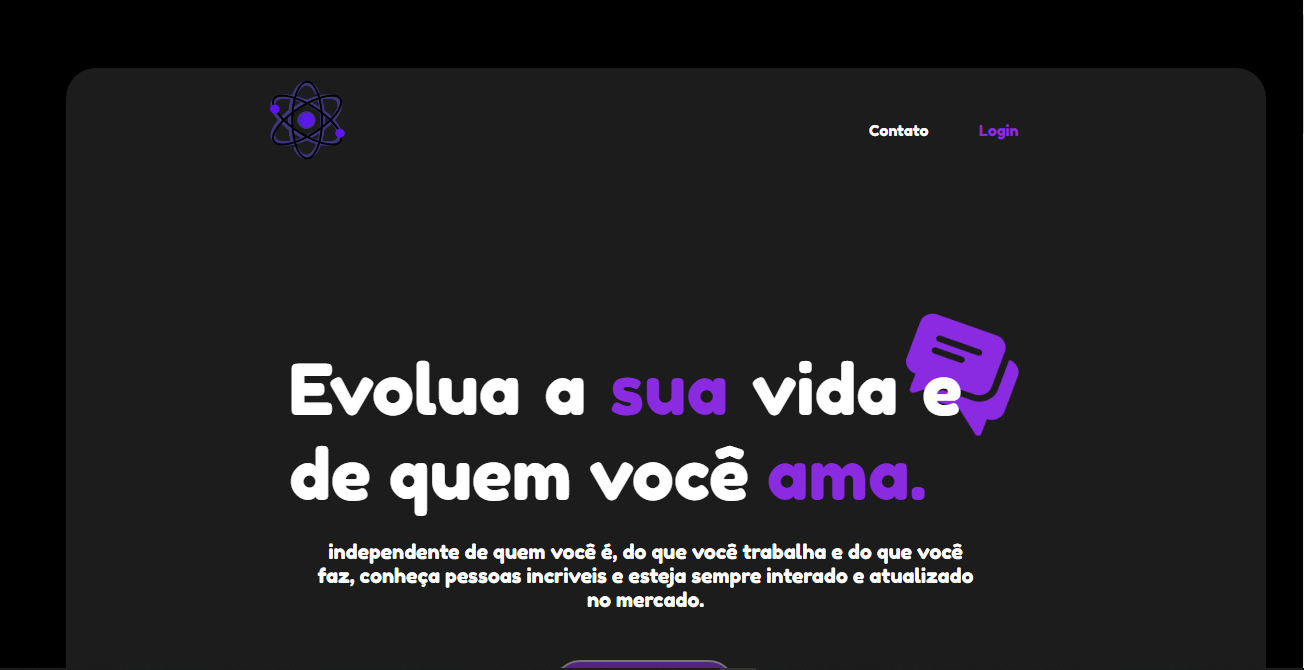 Contato
Login
Evolua a sua vida e
de quem você ama.
independente de quem você é, do que você trabalha e do que você
faz, conheça pessoas incriveis e esteja sempre interado e atualizado
no mercado.